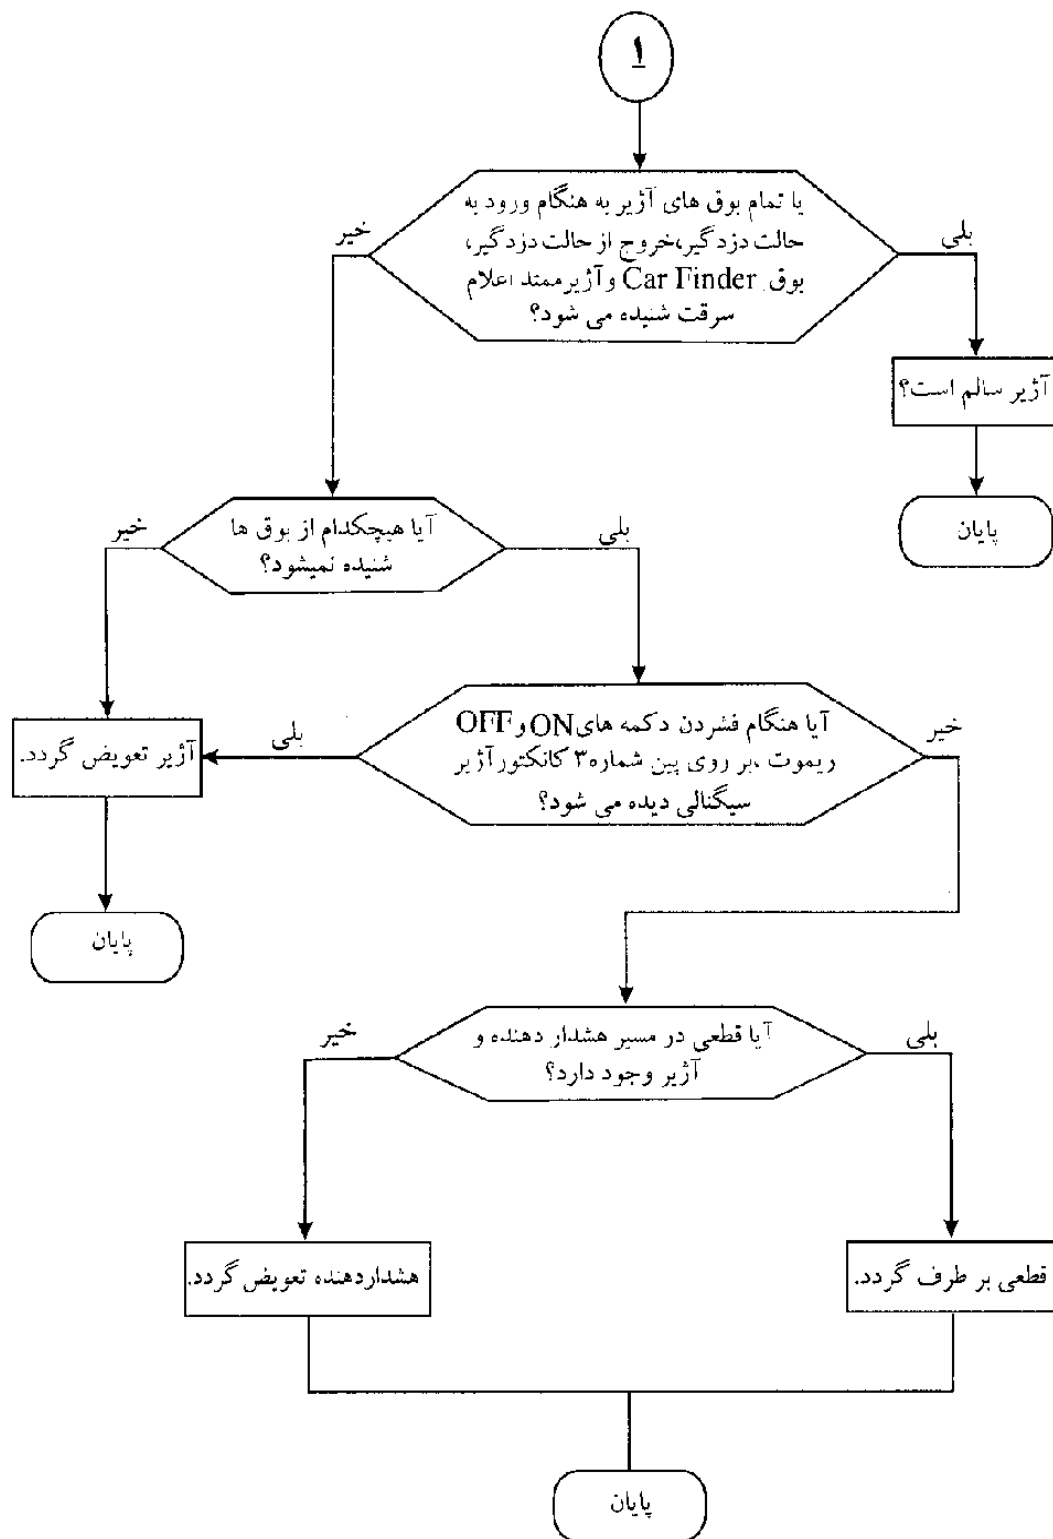 ۱
یا تمام بوق های آژیر به هنگام ورود به
حالت دزدگیر،خروج از حالت دزدگیر،
بوق Car Finder وآژیرممتد اعلام
سرقت شنیده می شود؟
خیر
بلی
آژیر سالم است؟
پایان
آیا هیچکدام از بوق ها
شنیده نمیشود؟
خیر
بلی
آیا هنگام فشردن دکمه های ON و OFF
ریموت ،بر روی پین شماره ۳ کانکتور آژیر
سیگنالی دیده می شود؟
بلی
خیر
آژیر تعویض گردد.
پایان
آیا قطعی در مسیر هشدار دهنده و
آژیر وجود دارد؟
خیر
بلی
هشداردهنده تعویض گردد.
قطعی بر طرف گردد.
پایان